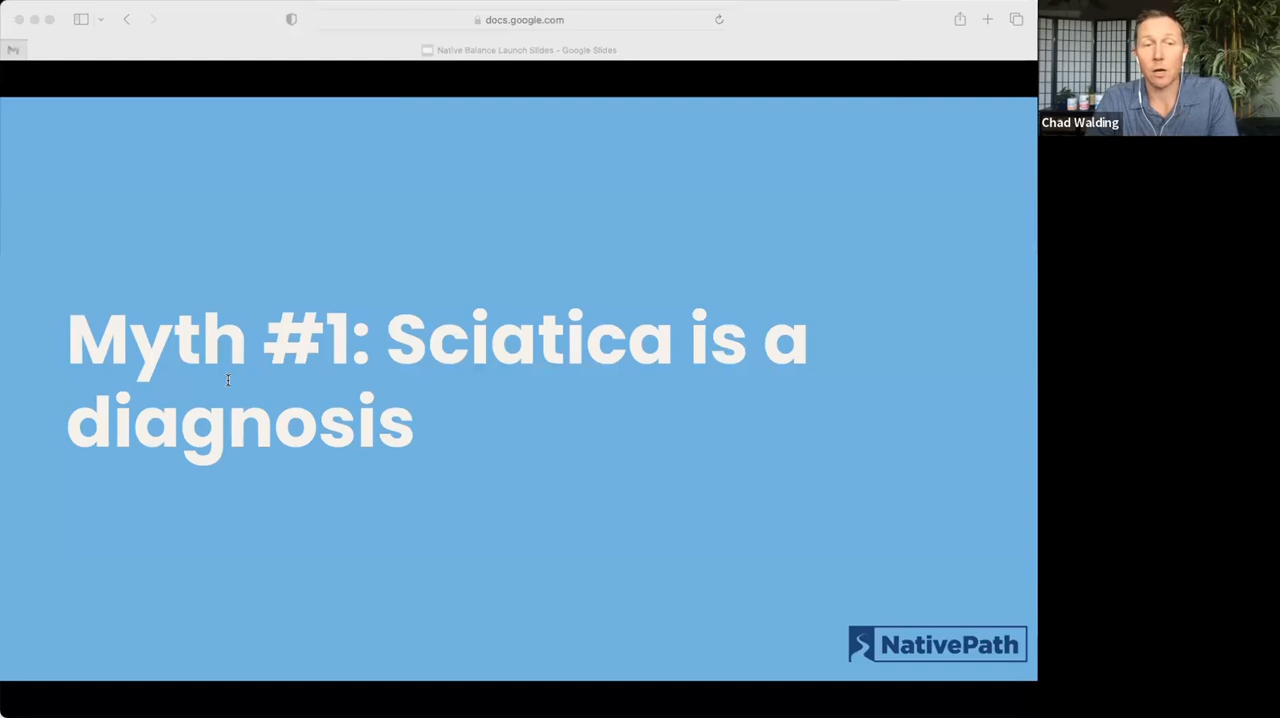 docs.google.com
Native Balance Launch Slides - Google Slides
Chad Walding
Myth #1: Sciatica is a
diagnosis
NativePath